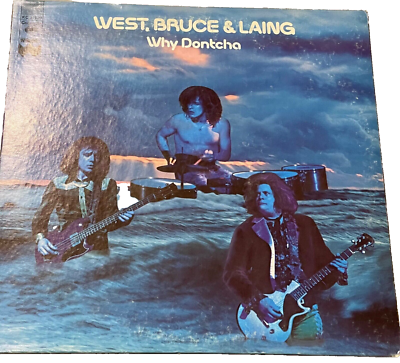 WEST, BRUCE & LAING
Why Dontcha